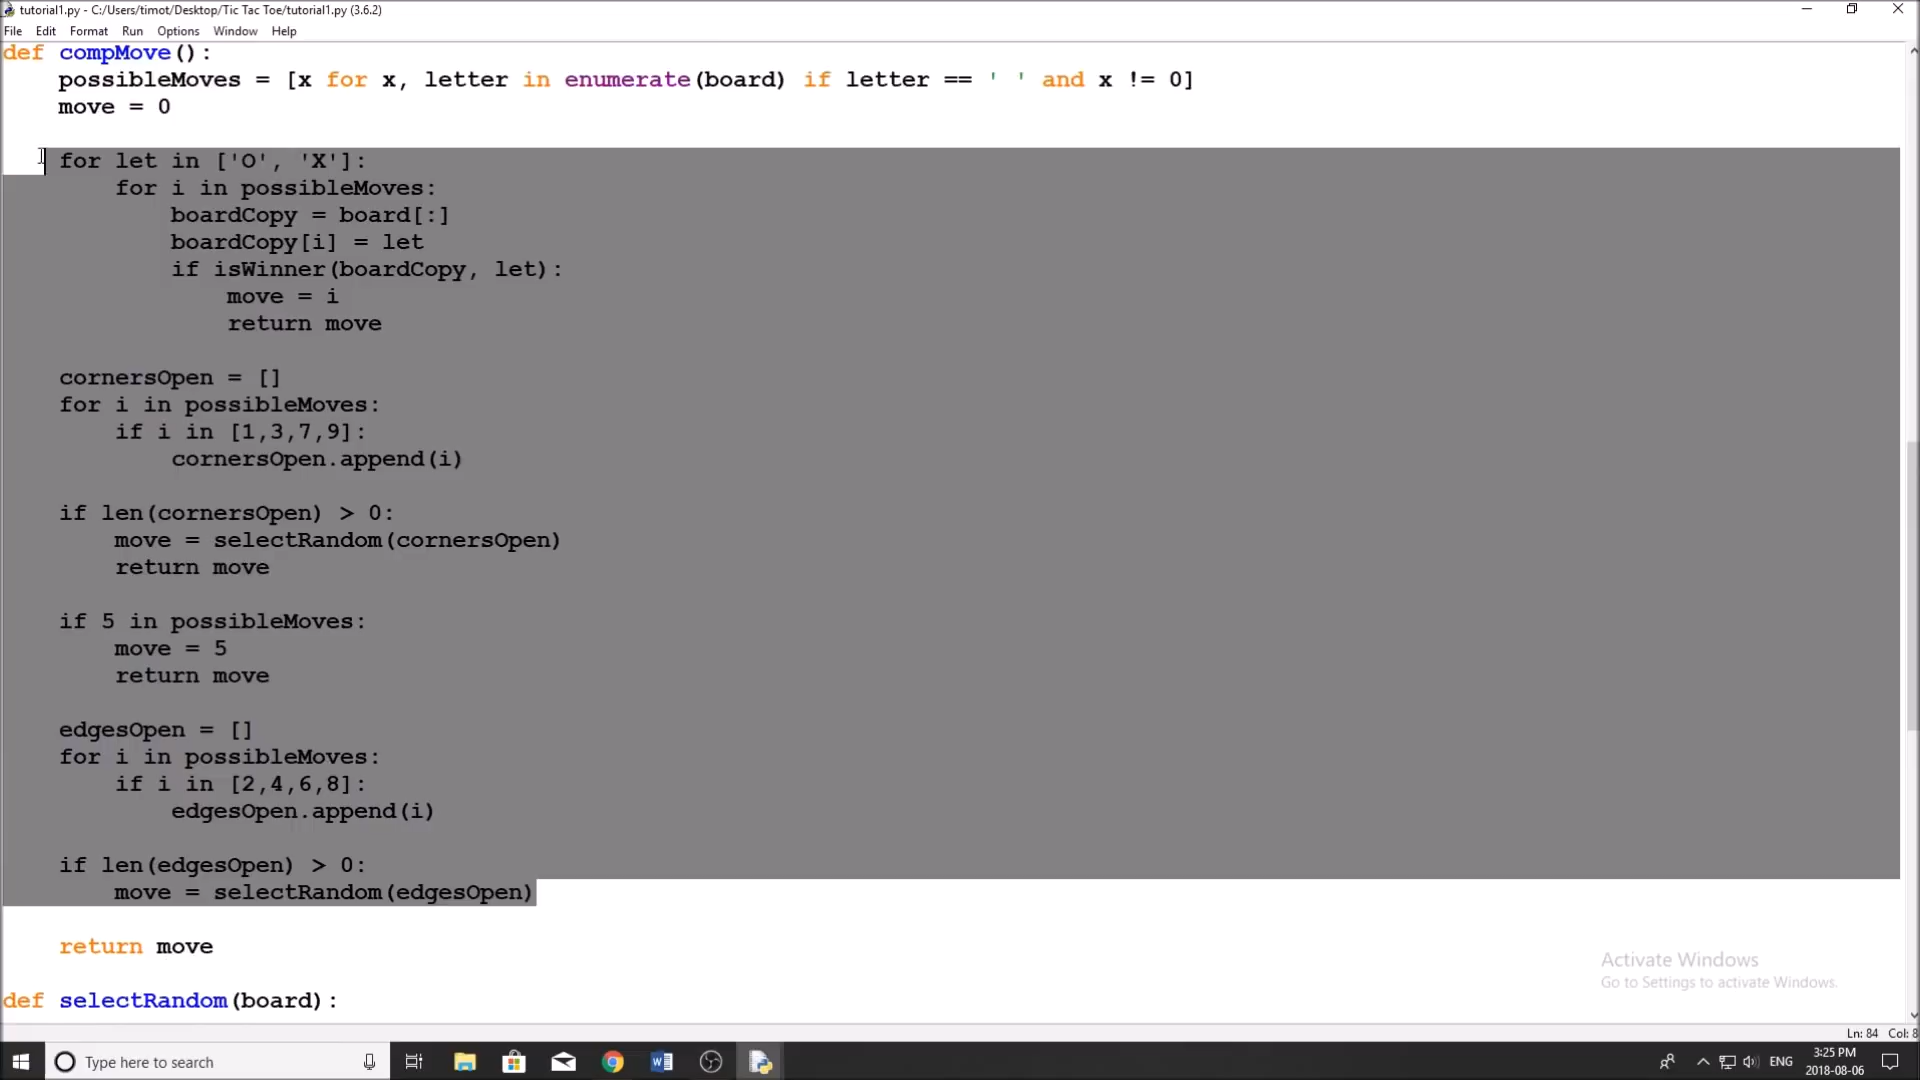 tutorial1.py - C:/Users/timot/Desktop/Tic Tac Toe/tutorial1.py (3.6.2)
File Edit Format Run Options Window Help
def compMove():
    possibleMoves = [x for x, letter in enumerate(board) if letter == ' ' and x != 0]
    move = 0
    for let in ['O', 'X']:
        for i in possibleMoves:
            boardCopy = board[:]
            boardCopy[i] = let
            if isWinner(boardCopy, let):
                move = i
                return move
    cornersOpen = []
    for i in possibleMoves:
        if i in [1,3,7,9]:
            cornersOpen.append(i)
    if len(cornersOpen) > 0:
        move = selectRandom(cornersOpen)
        return move
    if 5 in possibleMoves:
        move = 5
        return move
    edgesOpen = []
    for i in possibleMoves:
        if i in [2,4,6,8]:
            edgesOpen.append(i)
    if len(edgesOpen) > 0:
        move = selectRandom(edgesOpen)
    return move
def selectRandom(board):
Activate Windows
Go to Settings to activate Windows.
Ln: 84 Col: 8
Type here to search
ENG
3:25 PM
2018-08-06